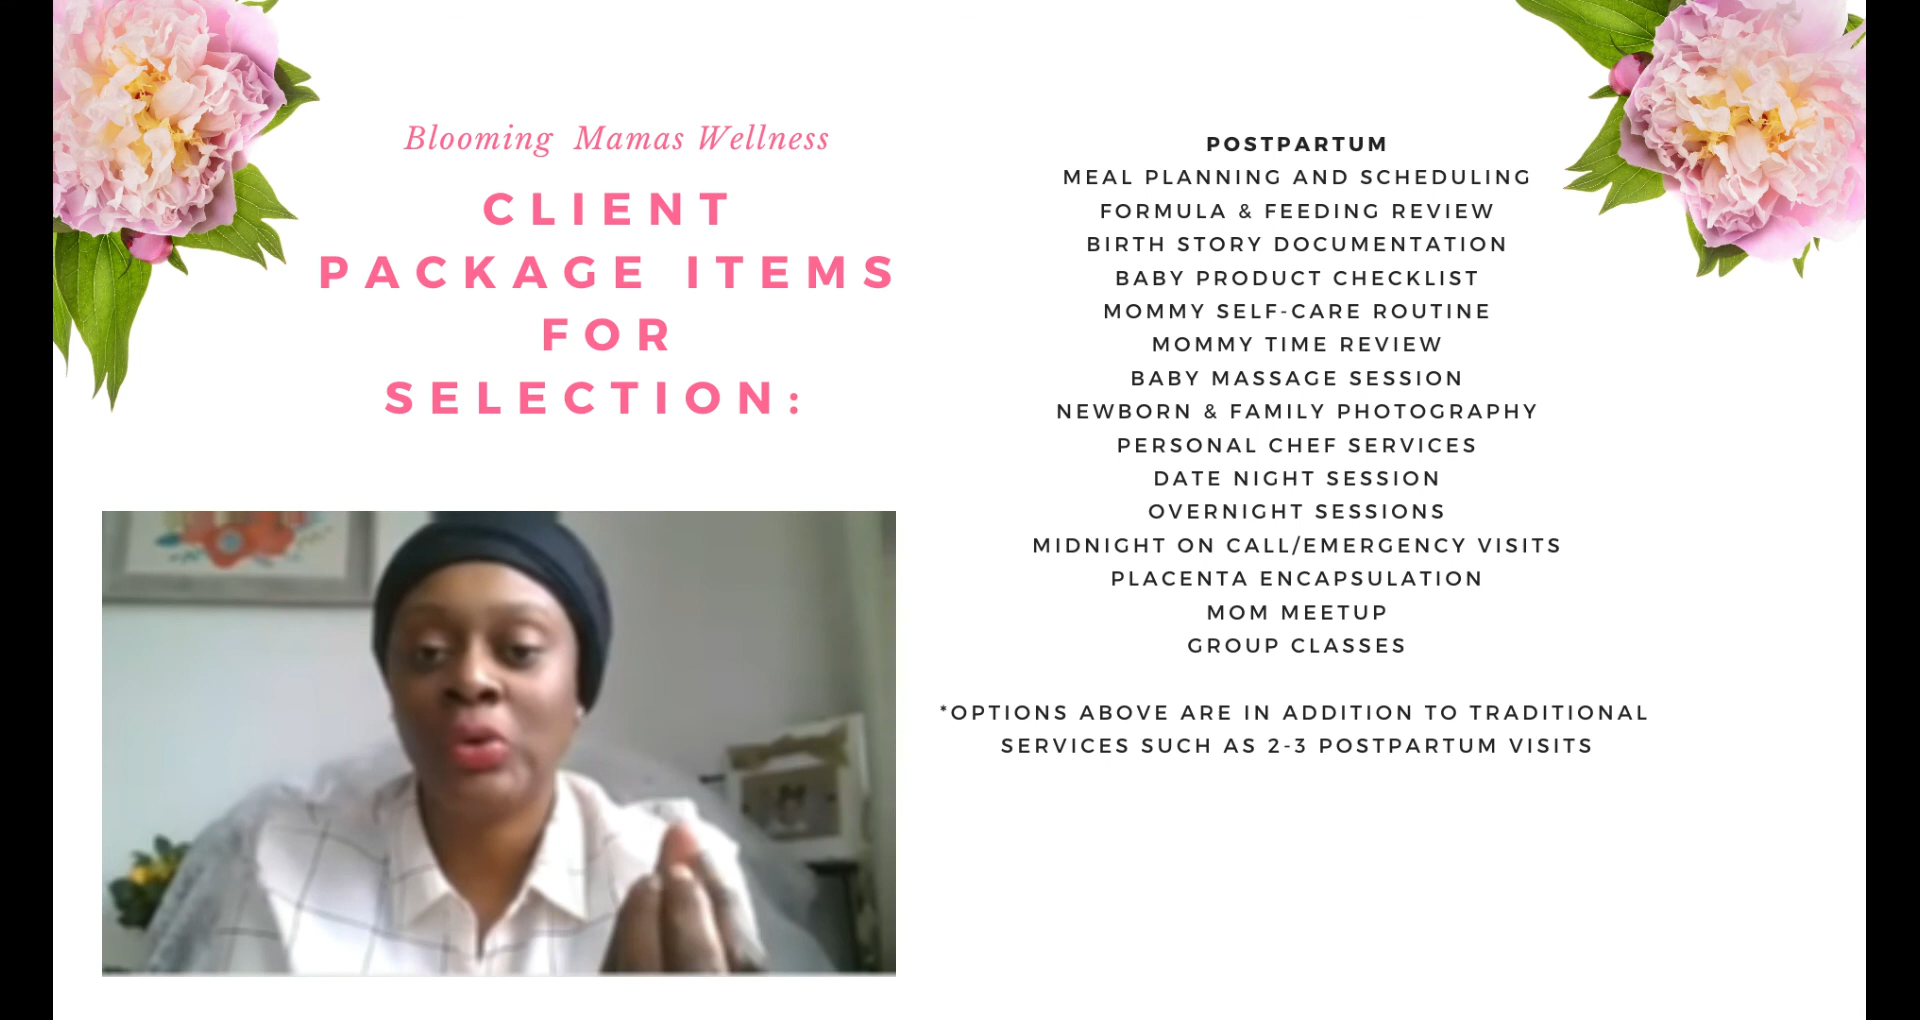 Blooming Mamas Wellness
CLIENT
PACKAGE ITEMS
FOR
SELECTION:
POSTPARTUM
MEAL PLANNING AND SCHEDULING
FORMULA & FEEDING REVIEW
BIRTH STORY DOCUMENTATION
BABY PRODUCT CHECKLIST
MOMMY SELF-CARE ROUTINE
MOMMY TIME REVIEW
BABY MASSAGE SESSION
NEWBORN & FAMILY PHOTOGRAPHY
PERSONAL CHEF SERVICES
DATE NIGHT SESSION
OVERNIGHT SESSIONS
MIDNIGHT ON CALL/EMERGENCY VISITS
PLACENTA ENCAPSULATION
MOM MEETUP
GROUP CLASSES
*OPTIONS ABOVE ARE IN ADDITION TO TRADITIONAL
SERVICES SUCH AS 2-3 POSTPARTUM VISITS